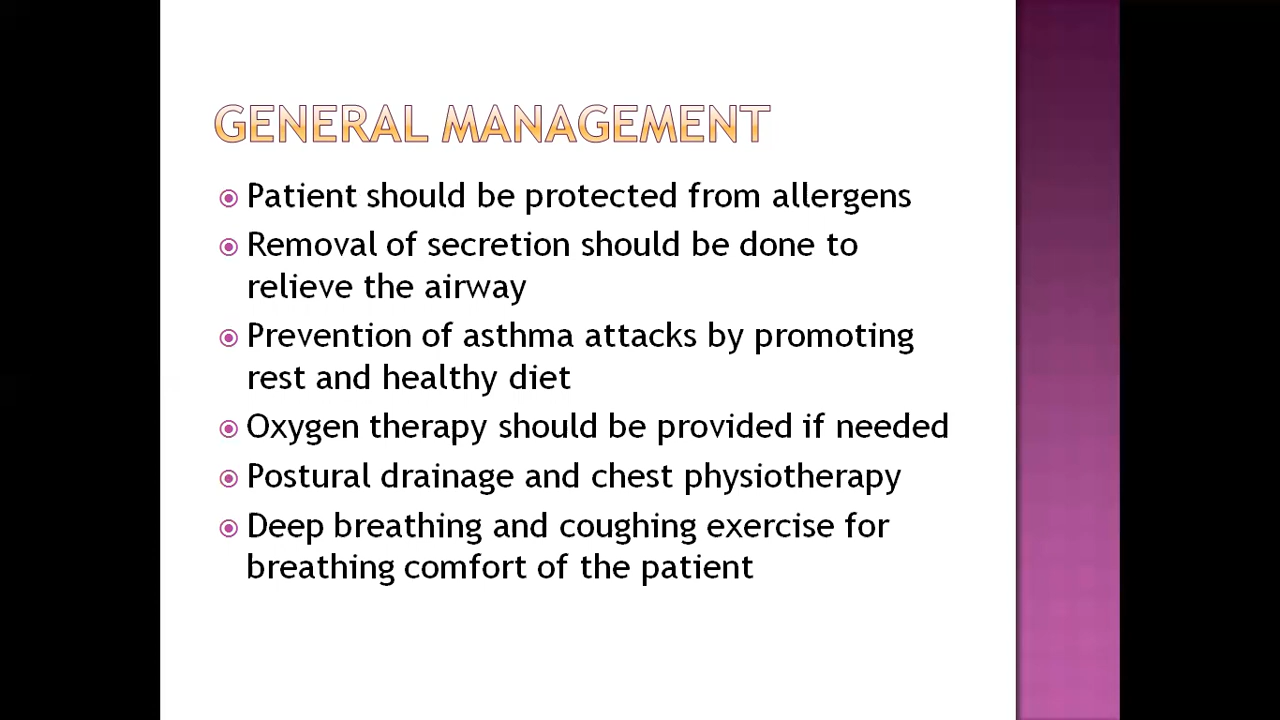 GENERAL MANAGEMENT
Patient should be protected from allergens
Removal of secretion should be done to
relieve the airway
Prevention of asthma attacks by promoting
rest and healthy diet
Oxygen therapy should be provided if needed
Postural drainage and chest physiotherapy
Deep breathing and coughing exercise for
breathing comfort of the patient